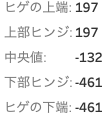 ヒゲの上端: 197
上部ヒンジ: 197
中央値: -132
下部ヒンジ: -461
ヒゲの下端: -461